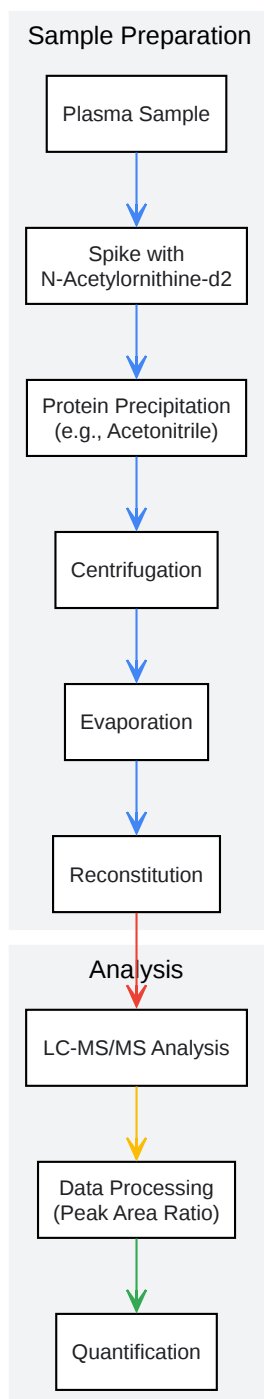 Sample Preparation
Plasma Sample
Spike with
N-Acetylornithine-d2
Protein Precipitation
(e.g., Acetonitrile)
Centrifugation
Evaporation
Reconstitution
Analysis
LC-MS/MS Analysis
Data Processing
(Peak Area Ratio)
Quantification